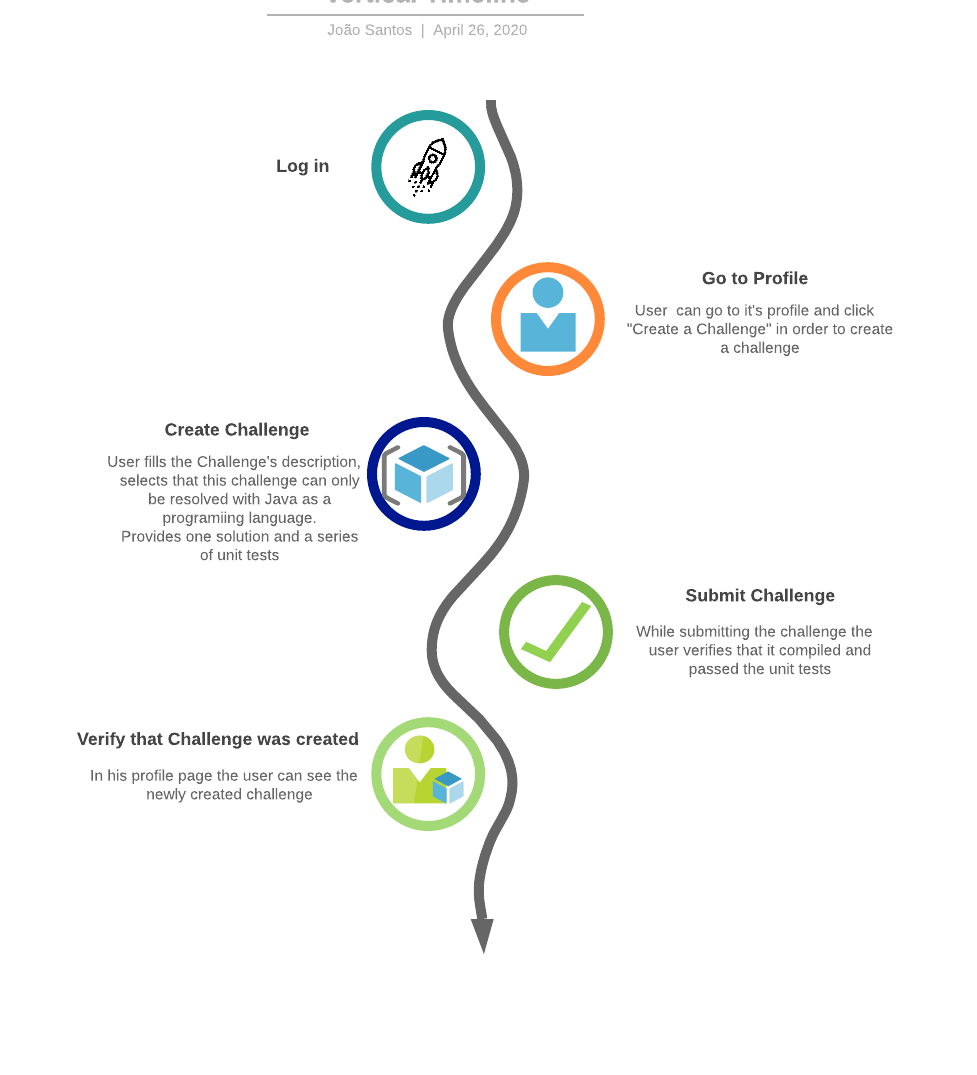 Vertical Timeline
João Santos | April 26, 2020
Log in
Go to Profile
User  can go to it's profile and click
"Create a Challenge" in order to create
a challenge
Create Challenge
User fills the Challenge's description,
selects that this challenge can only
be resolved with Java as a
programiing language.
Provides one solution and a series
of unit tests
Submit Challenge
While submitting the challenge the
user verifies that it compiled and
passed the unit tests
Verify that Challenge was created
In his profile page the user can see the
newly created challenge